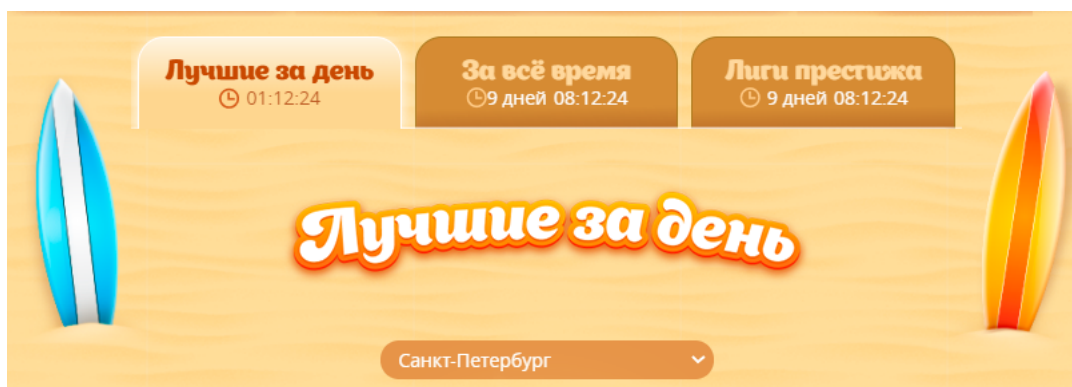 Лучшие за день
01:12:24
За всё время
9 дней 08:12:24
Лиги престижа
9 дней 08:12:24
Лучшие за день
Санкт-Петербург